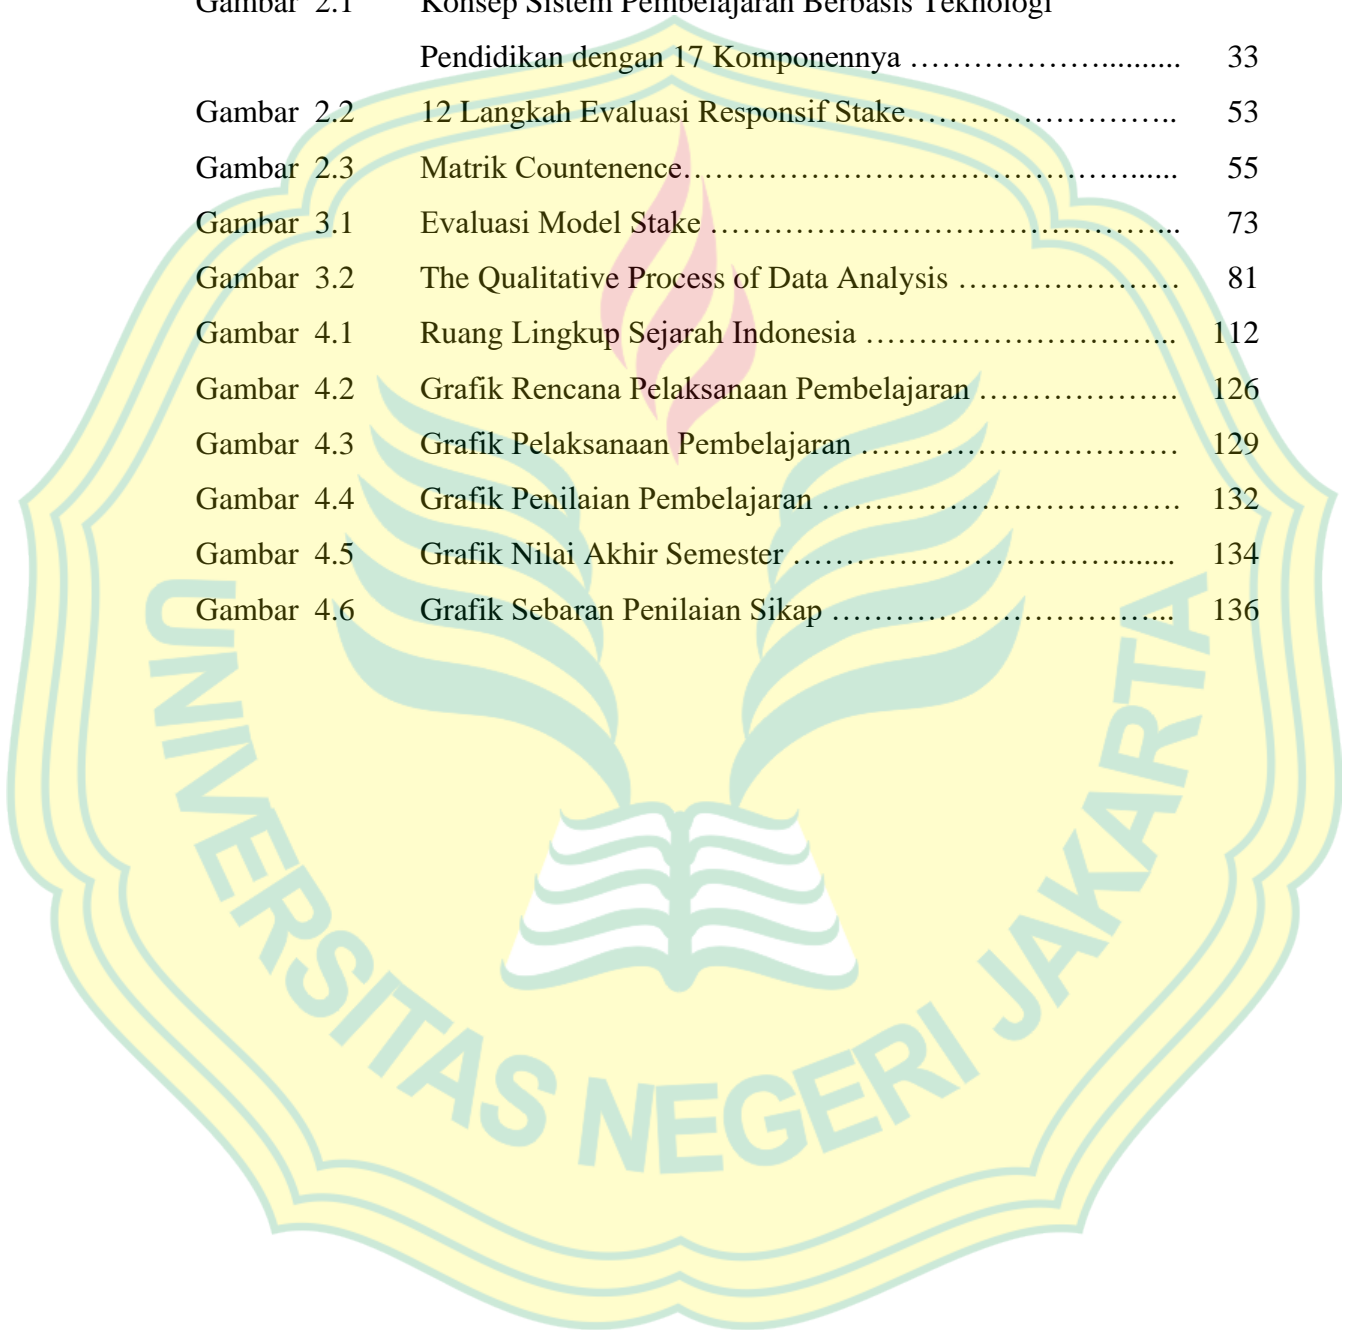 Gambar 2.1 Konsep Sistem Pembelajaran Berbasis Teknologi
Pendidikan dengan 17 Komponennya ……………….......... 33
Gambar 2.2 12 Langkah Evaluasi Responsif Stake…………………….. 53
Gambar 2.3 Matrik Countenence…………………………………...... 55
Gambar 3.1 Evaluasi Model Stake ………………………………………... 73
Gambar 3.2 The Qualitative Process of Data Analysis ………………… 81
Gambar 4.1 Ruang Lingkup Sejarah Indonesia ………………………... 112
Gambar 4.2 Grafik Rencana Pelaksanaan Pembelajaran ………………. 126
Gambar 4.3 Grafik Pelaksanaan Pembelajaran ………………………… 129
Gambar 4.4 Grafik Penilaian Pembelajaran ……………………………. 132
Gambar 4.5 Grafik Nilai Akhir Semester …………………………........ 134
Gambar 4.6 Grafik Sebaran Penilaian Sikap …………………………... 136
UNIVERSITAS NEGERI JAKARTA